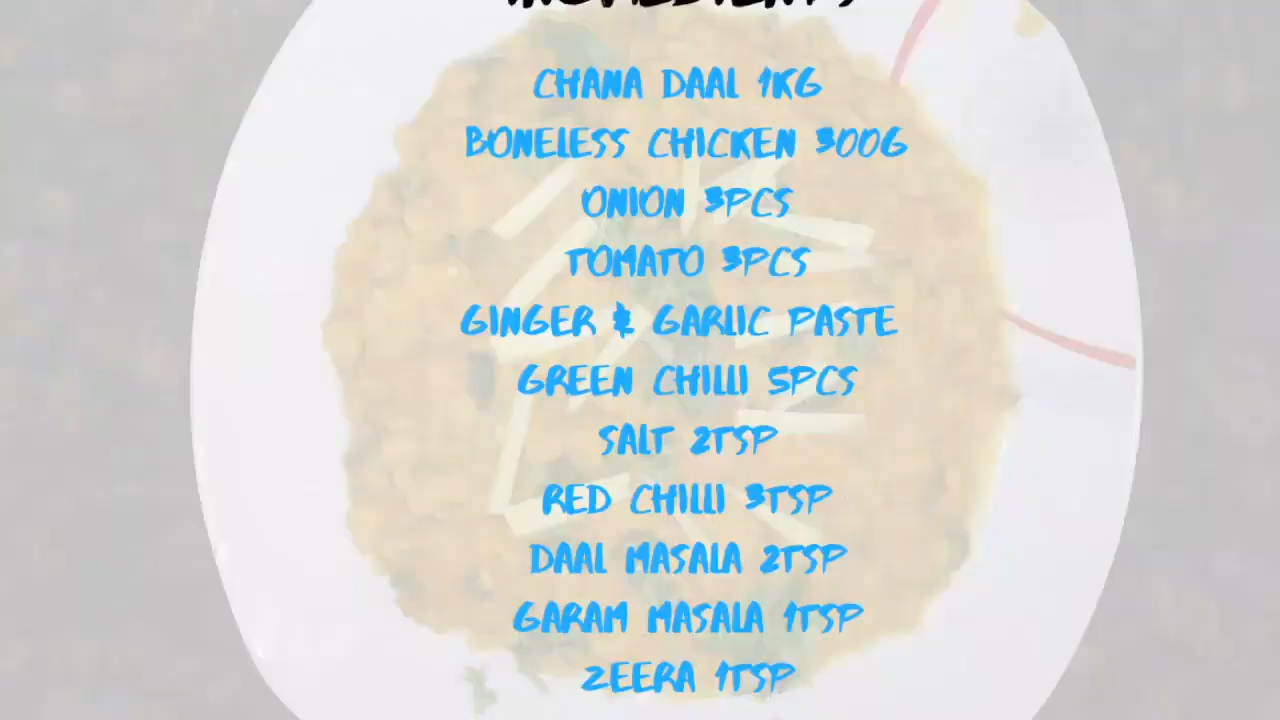 INGREDIENTS
CHANA DAAL 1KG
BONELESS CHICKEN 300G
ONION 3PCS
TOMATO 3PCS
GINGER & GARLIC PASTE
GREEN CHILLI 5PCS
SALT 2TSP
RED CHILLI 3TSP
DAAL MASALA 2TSP
GARAM MASALA 1TSP
ZEERA 1TSP